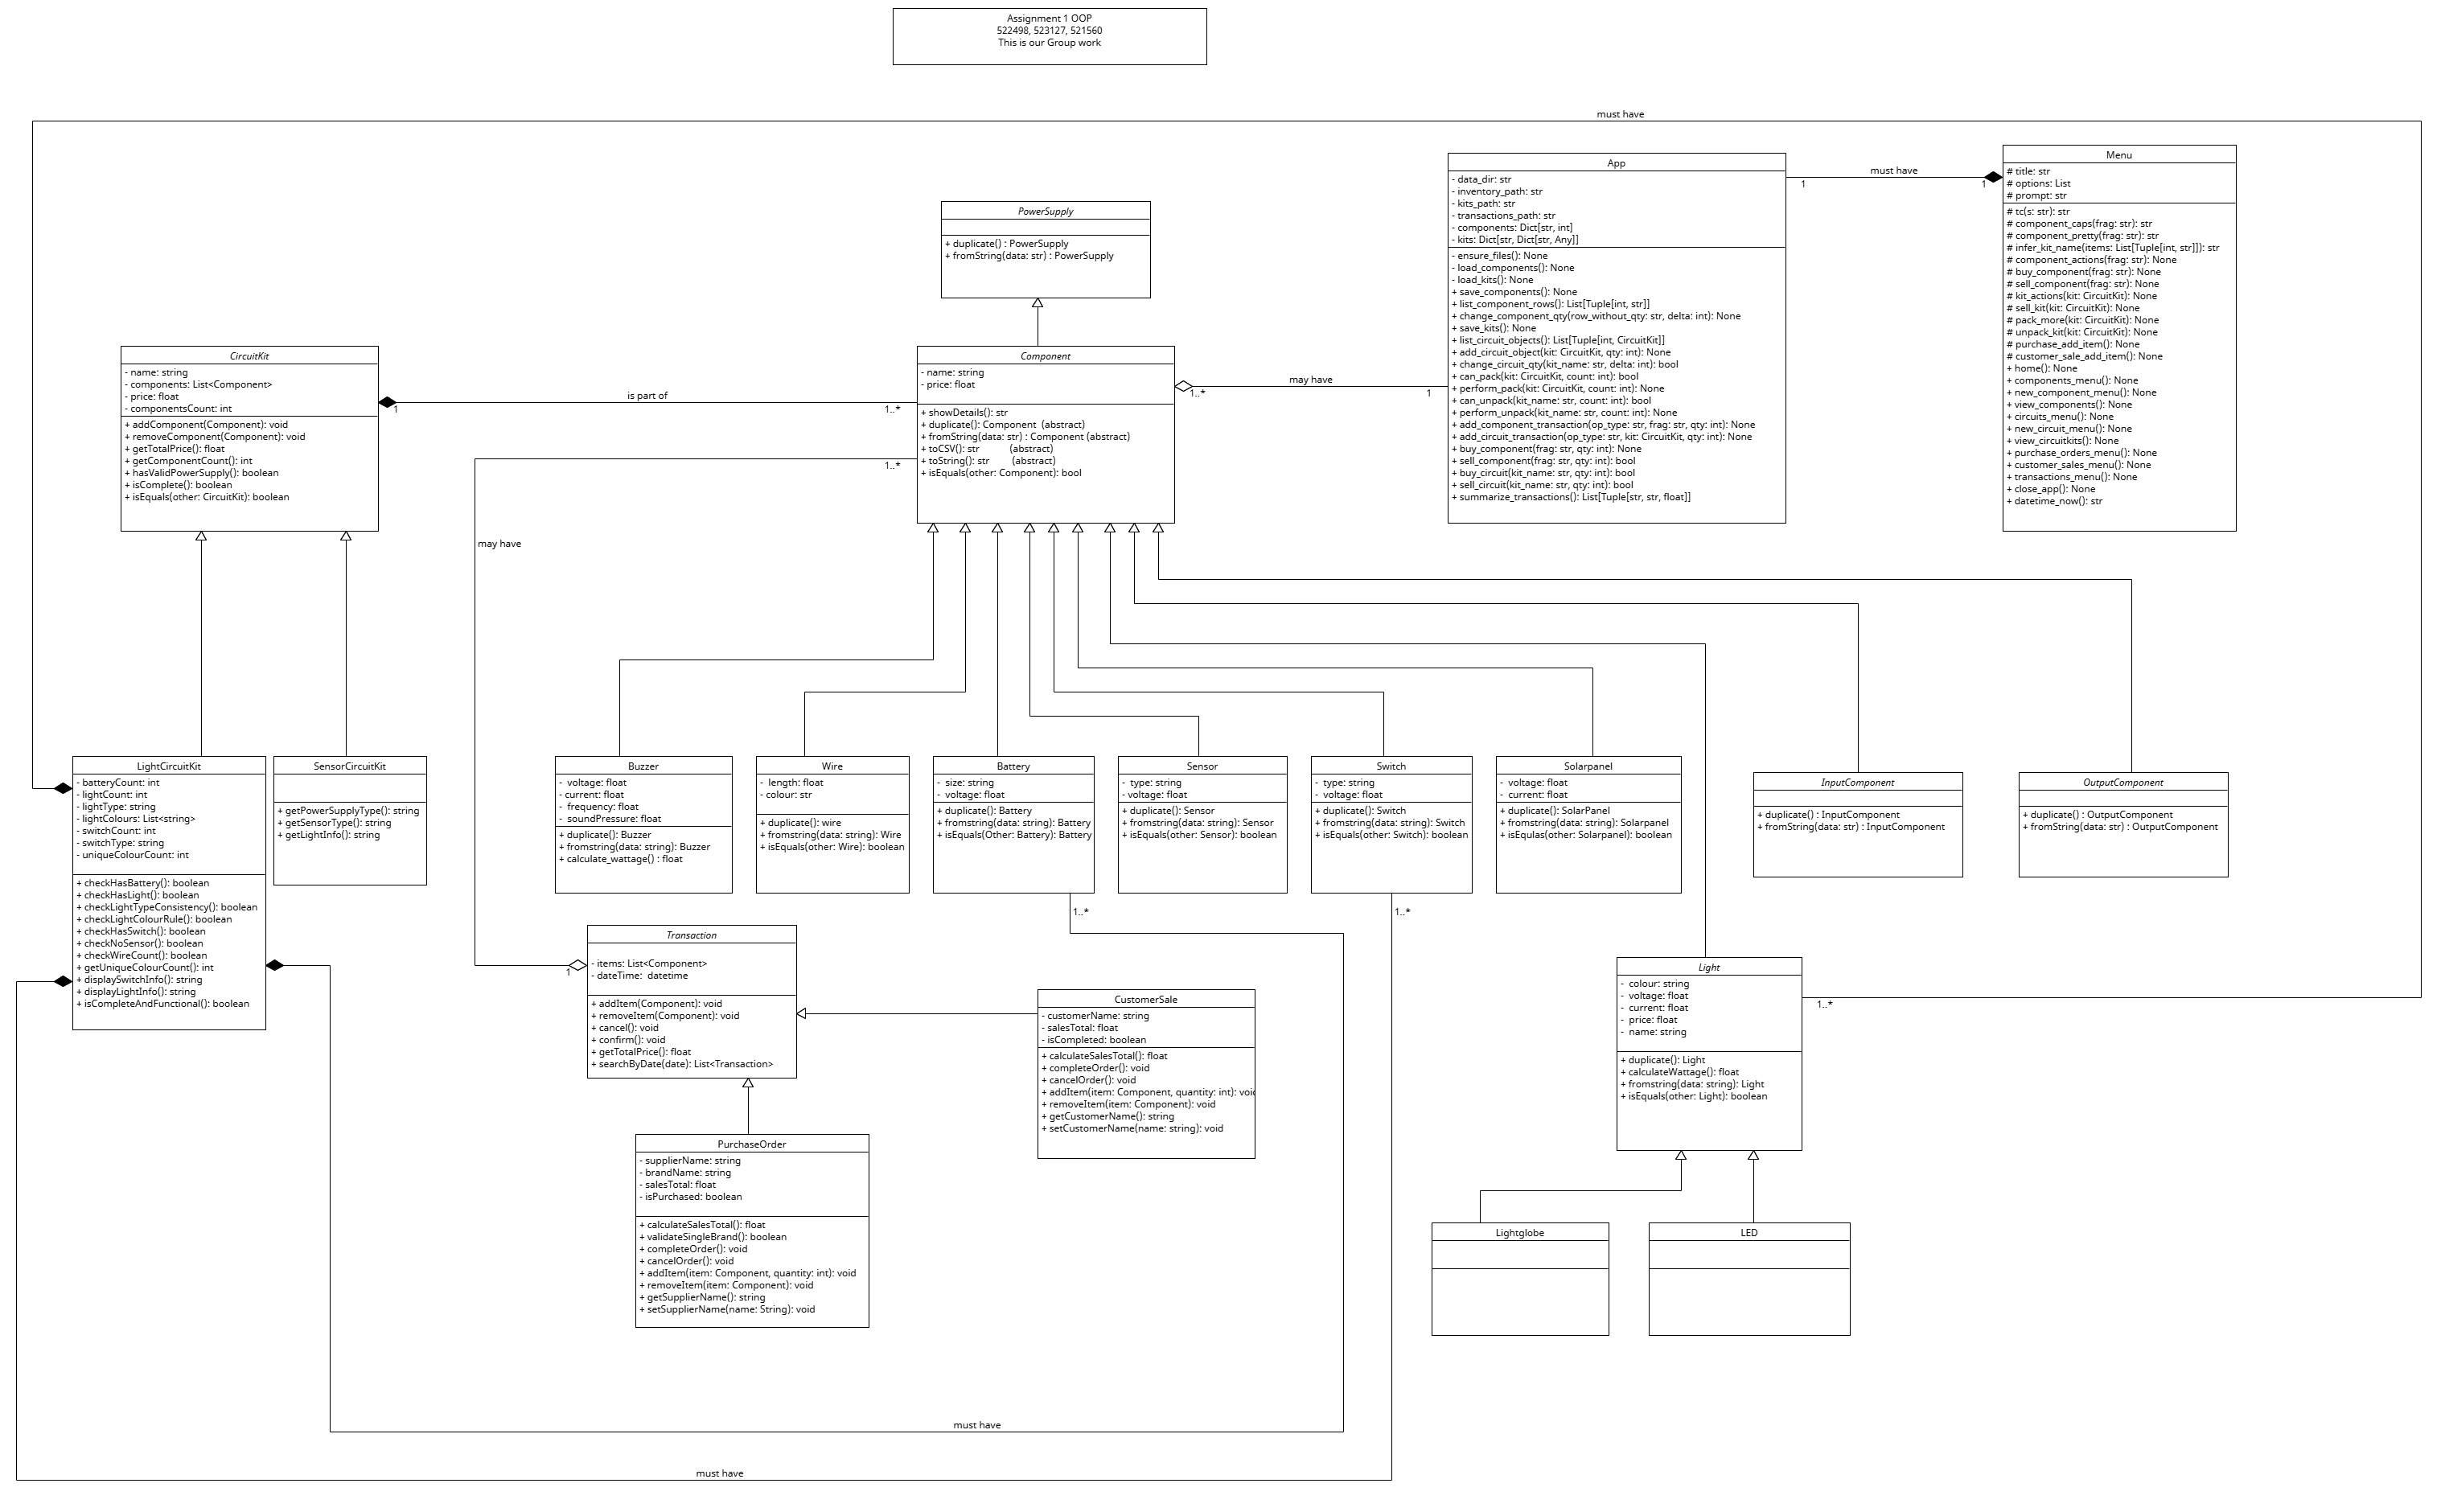 Assignment 1 OOP
522498, 523127, 521560
This is our Group work
must have
App
- data_dir: str
- inventory_path: str
- kits_path: str
- transactions_path: str
- components: Dict[str, int]
- kits: Dict[str, Dict[str, Any]]
- ensure_files(): None
- load_components(): None
- load_kits(): None
+ save_components(): None
+ list_component_rows(): List[Tuple[int, str]]
+ change_component_qty(row_without_qty: str, delta: int): None
+ save_kits(): None
+ list_circuit_objects(): List[Tuple[int, CircuitKit]]
+ add_circuit_object(kit: CircuitKit, qty: int): None
+ change_circuit_qty(kit_name: str, delta: int): bool
+ can_pack(kit: CircuitKit, count: int): bool
+ perform_pack(kit: CircuitKit, count: int): None
+ can_unpack(kit_name: str, count: int): bool
+ perform_unpack(kit_name: str, count: int): None
+ add_component_transaction(op_type: str, frag: str, qty: int): None
+ add_circuit_transaction(op_type: str, kit: CircuitKit, qty: int): None
+ buy_component(frag: str, qty: int): None
+ sell_component(frag: str, qty: int): bool
+ buy_circuit(kit_name: str, qty: int): bool
+ sell_circuit(kit_name: str, qty: int): bool
+ summarize_transactions(): List[Tuple[str, str, float]]
must have
1
1
Menu
# title: str
# options: List
# prompt: str
# tc(s: str): str
# component_caps(frag: str): str
# component_pretty(frag: str): str
# infer_kit_name(items: List[Tuple[int, str]]): str
# component_actions(frag: str): None
# buy_component(frag: str): None
# sell_component(frag: str): None
# kit_actions(kit: CircuitKit): None
# sell_kit(kit: CircuitKit): None
# pack_more(kit: CircuitKit): None
# unpack_kit(kit: CircuitKit): None
# purchase_add_item(): None
# customer_sale_add_item(): None
+ home(): None
+ components_menu(): None
+ new_component_menu(): None
+ view_components(): None
+ circuits_menu(): None
+ new_circuit_menu(): None
+ view_circuitkits(): None
+ purchase_orders_menu(): None
+ customer_sales_menu(): None
+ transactions_menu(): None
+ close_app(): None
+ datetime_now(): str
PowerSupply
+ duplicate() : PowerSupply
+ fromString(data: str) : PowerSupply
CircuitKit
- name: string
- components: List<Component>
- price: float
- componentsCount: int
+ addComponent(Component): void
+ removeComponent(Component): void
+ getTotalPrice(): float
+ getComponentCount(): int
+ hasValidPowerSupply(): boolean
+ isComplete(): boolean
+ isEquals(other: CircuitKit): boolean
1
is part of
1..*
Component
- name: string
- price: float
+ showDetails(): str
+ duplicate(): Component (abstract)
+ fromString(data: str) : Component (abstract)
+ toCSV(): str (abstract)
+ toString(): str (abstract)
+ isEquals(other: Component): bool
1..*
may have
1
1..*
may have
LightCircuitKit
- batteryCount: int
- lightCount: int
- lightType: string
- lightColours: List<string>
- switchCount: int
- switchType: string
- uniqueColourCount: int
+ checkHasBattery(): boolean
+ checkHasLight(): boolean
+ checkLightTypeConsistency(): boolean
+ checkLightColourRule(): boolean
+ checkHasSwitch(): boolean
+ checkNoSensor(): boolean
+ checkWireCount(): boolean
+ getUniqueColourCount(): int
+ displaySwitchInfo(): string
+ displayLightInfo(): string
+ isCompleteAndFunctional(): boolean
SensorCircuitKit
+ getPowerSupplyType(): string
+ getSensorType(): string
+ getLightInfo(): string
Buzzer
- voltage: float
- current: float
- frequency: float
- soundPressure: float
+ duplicate(): Buzzer
+ fromstring(data: string): Buzzer
+ calculate_wattage() : float
Wire
- length: float
- colour: str
+ duplicate(): wire
+ fromstring(data: string): Wire
+ isEquals(other: Wire): boolean
Battery
- size: string
- voltage: float
+ duplicate(): Battery
+ fromstring(data: string): Battery
+ isEquals(Other: Battery): Battery
Sensor
- type: string
- voltage: float
+ duplicate(): Sensor
+ fromstring(data: string): Sensor
+ isEquals(other: Sensor): boolean
Switch
- type: string
- voltage: float
+ duplicate(): Switch
+ fromstring(data: string): Switch
+ isEquals(other: Switch): boolean
Solarpanel
- voltage: float
- current: float
+ duplicate(): SolarPanel
+ fromstring(data: string): Solarpanel
+ isEqulas(other: Solarpanel): boolean
InputComponent
+ duplicate() : InputComponent
+ fromString(data: str) : InputComponent
OutputComponent
+ duplicate() : OutputComponent
+ fromString(data: str) : OutputComponent
1..*
1..*
Transaction
- items: List<Component>
- dateTime: datetime
+ addItem(Component): void
+ removeItem(Component): void
+ cancel(): void
+ confirm(): void
+ getTotalPrice(): float
+ searchByDate(date): List<Transaction>
1
CustomerSale
- customerName: string
- salesTotal: float
- isCompleted: boolean
+ calculateSalesTotal(): float
+ completeOrder(): void
+ cancelOrder(): void
+ addItem(item: Component, quantity: int): voi
+ removeItem(item: Component): void
+ getCustomerName(): string
+ setCustomerName(name: string): void
Light
- colour: string
- voltage: float
- current: float
- price: float
- name: string
+ duplicate(): Light
+ calculateWattage(): float
+ fromstring(data: string): Light
+ isEquals(other: Light): boolean
1..*
PurchaseOrder
- supplierName: string
- brandName: string
- salesTotal: float
- isPurchased: boolean
+ calculateSalesTotal(): float
+ validateSingleBrand(): boolean
+ completeOrder(): void
+ cancelOrder(): void
+ addItem(item: Component, quantity: int): void
+ removeItem(item: Component): void
+ getSupplierName(): string
+ setSupplierName(name: String): void
Lightglobe
LED
must have
must have